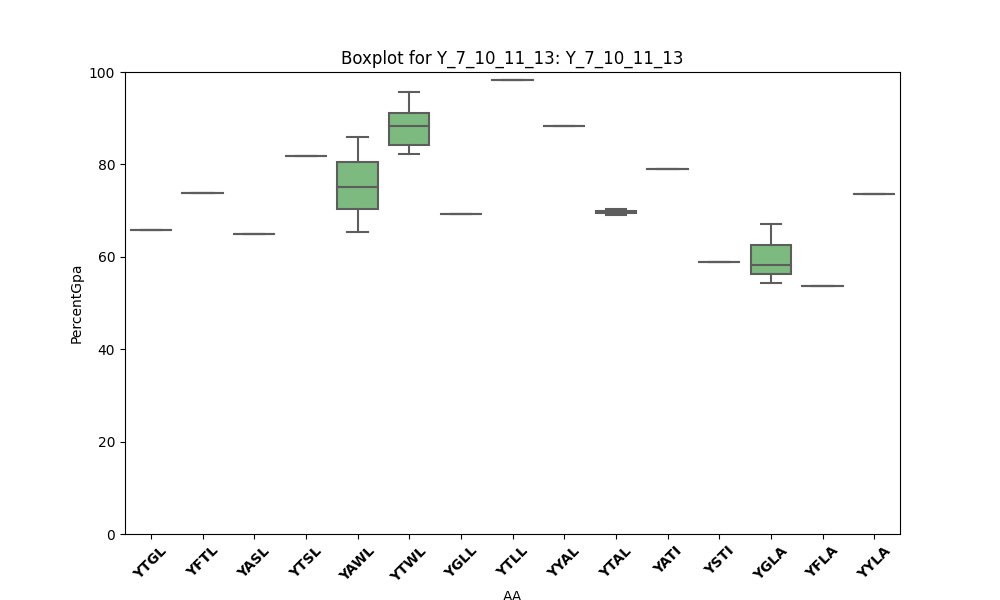 Boxplot for Y_7_10_11_13: Y_7_10_11_13
100
80
60
40
20
0
PercentGpa
YTGL
YFTL
YASL
YTSL
YAWL
YTWL
YGLL
YTLL
YYAL
YTAL
YATI
YSTI
YGLA
YFLA
YYLA
AA